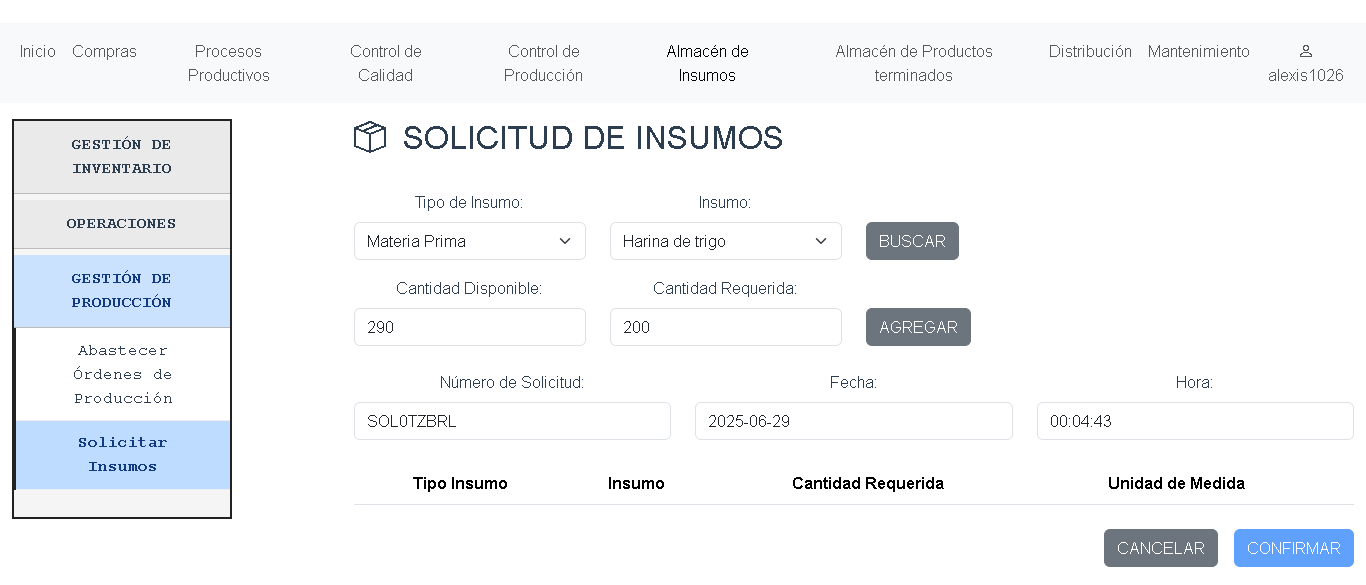 Inicio Compras Procesos Productivos Control de Calidad Control de Producción Almacén de Insumos Almacén de Productos terminados Distribución Mantenimiento alexis1026
GESTIÓN DE
INVENTARIO
OPERACIONES
GESTIÓN DE
PRODUCCIÓN
Abastecer
Órdenes de
Producción
Solicitar
Insumos
SOLICITUD DE INSUMOS
Tipo de Insumo: Insumo:
Materia Prima Harina de trigo BUSCAR
Cantidad Disponible: Cantidad Requerida:
290 200 AGREGAR
Número de Solicitud: Fecha: Hora:
SOL0TZBRL 2025-06-29 00:04:43
Tipo Insumo Insumo Cantidad Requerida Unidad de Medida
CANCELAR CONFIRMAR